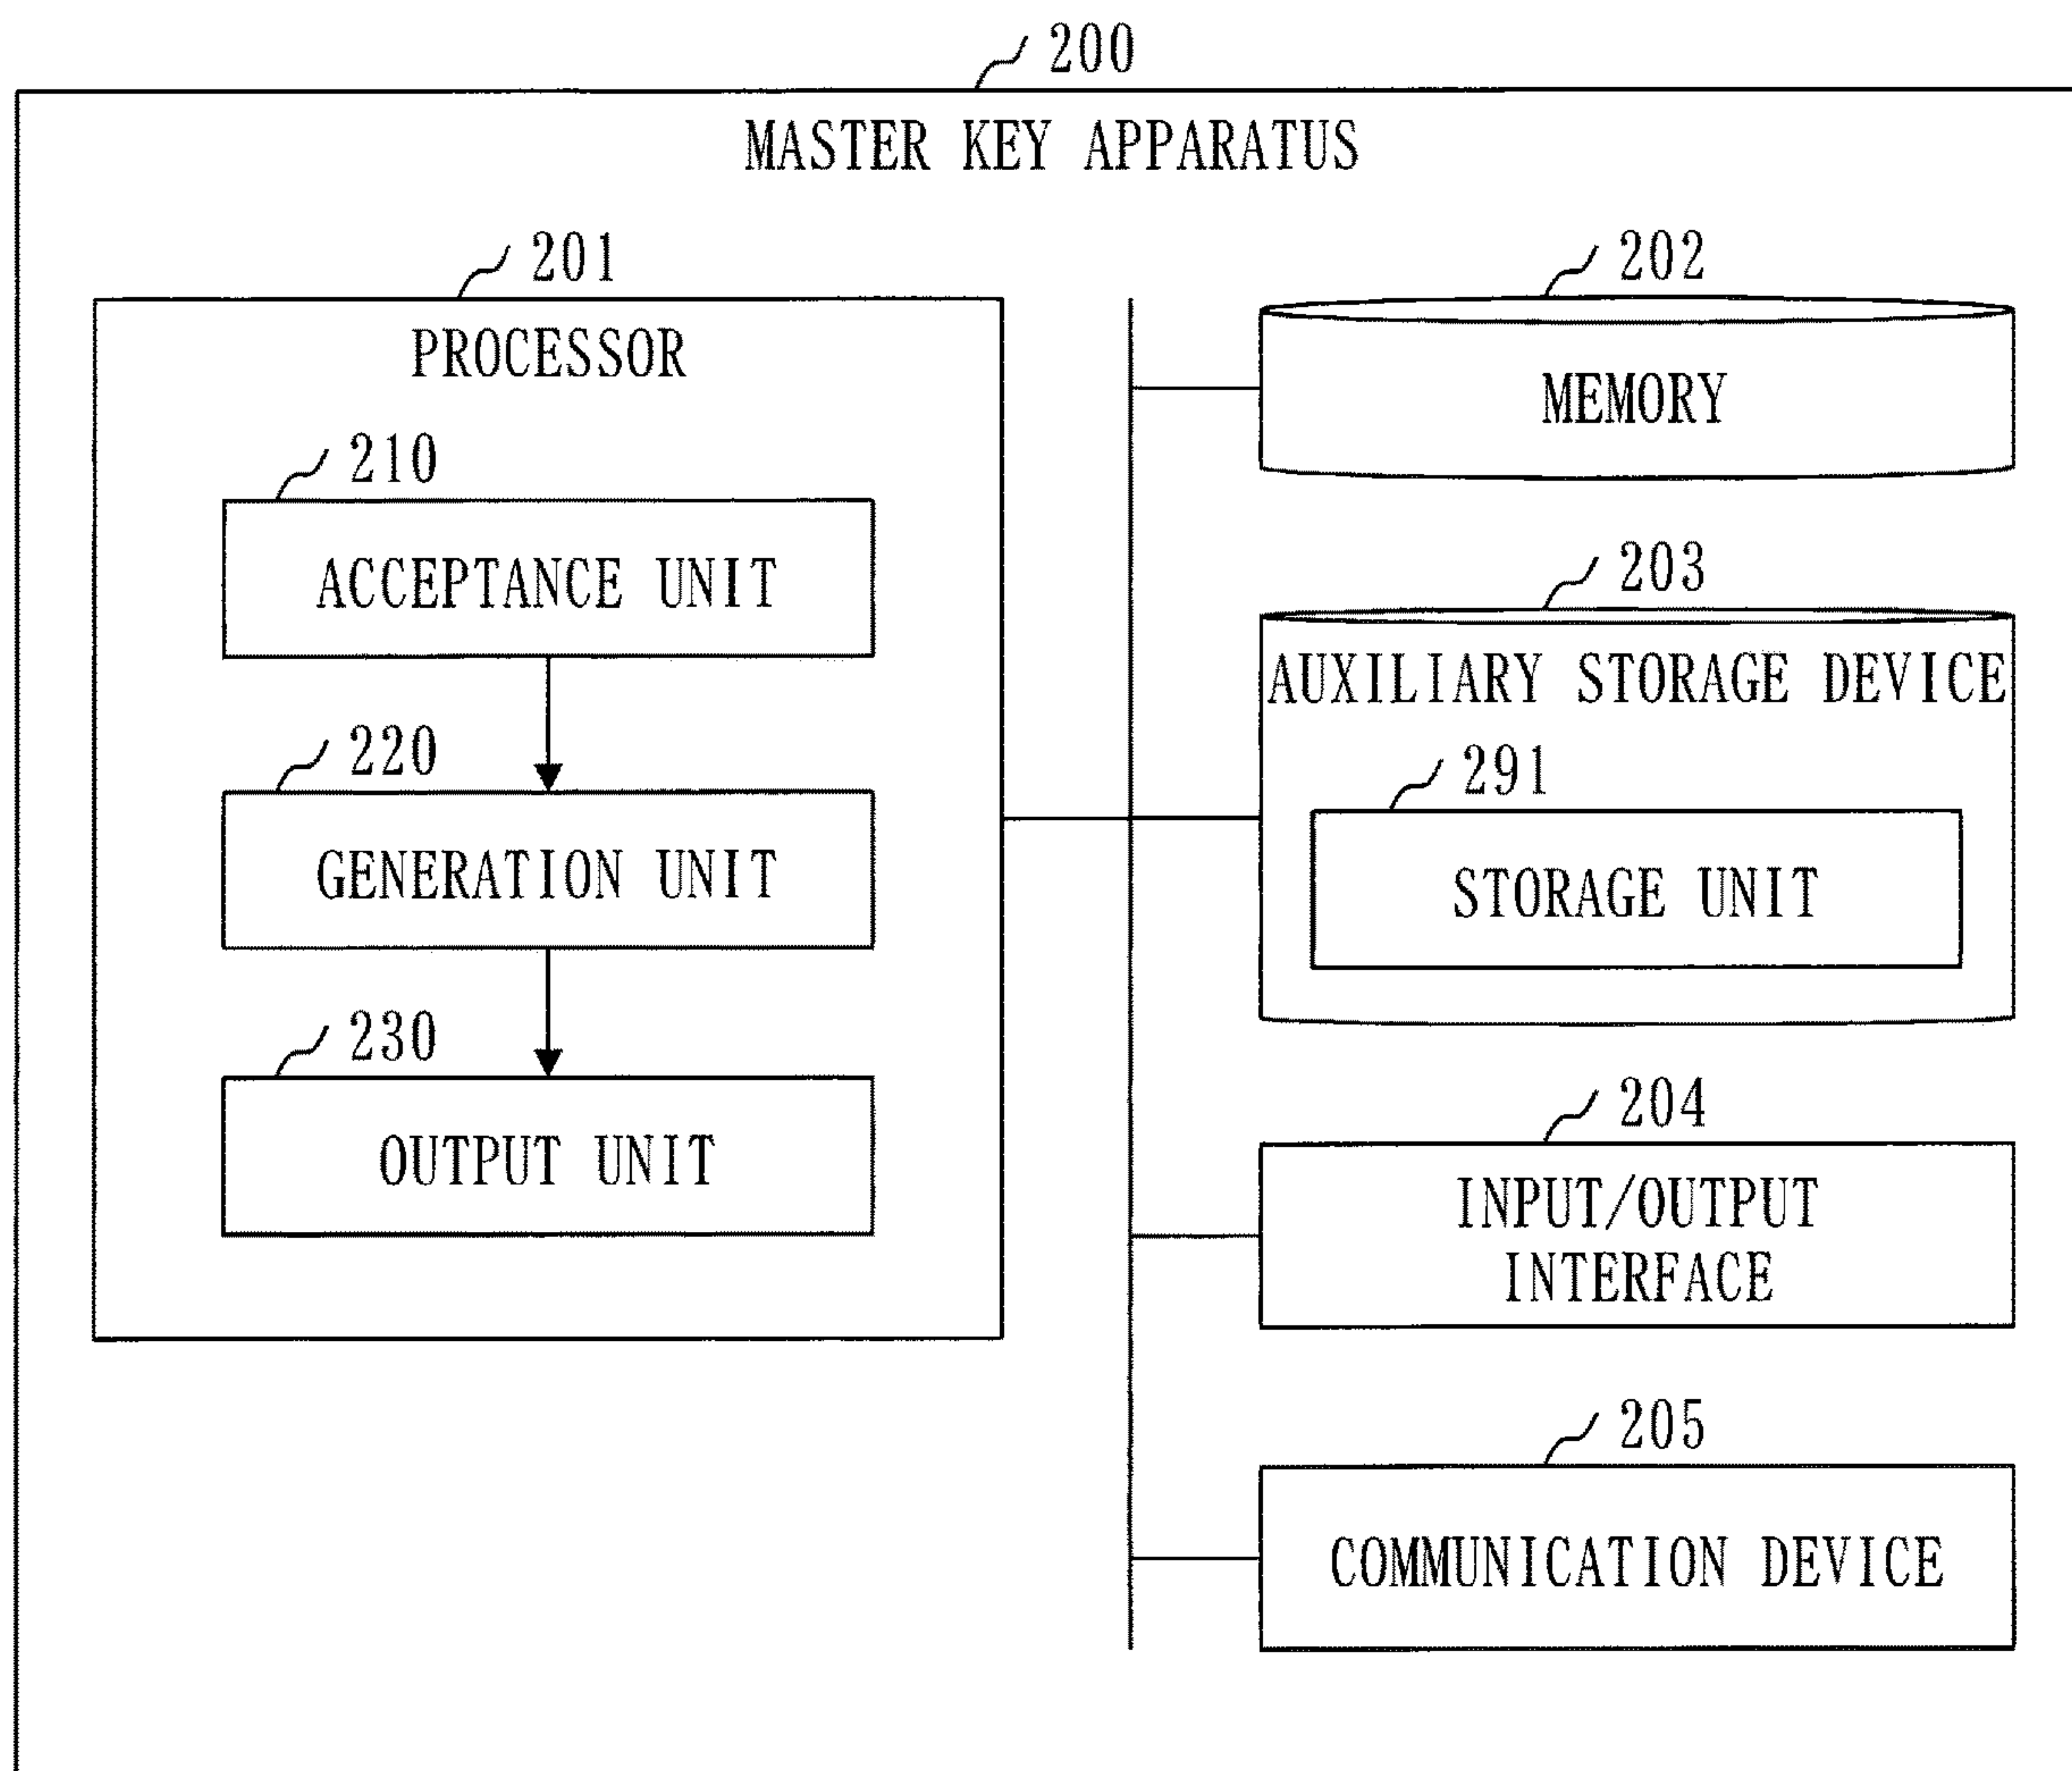 200
MASTER KEY APPARATUS
201
PROCESSOR
210
ACCEPTANCE UNIT
220
GENERATION UNIT
230
OUTPUT UNIT
202
MEMORY
203
AUXILIARY STORAGE DEVICE
291
STORAGE UNIT
204
INPUT/OUTPUT
INTERFACE
205
COMMUNICATION DEVICE